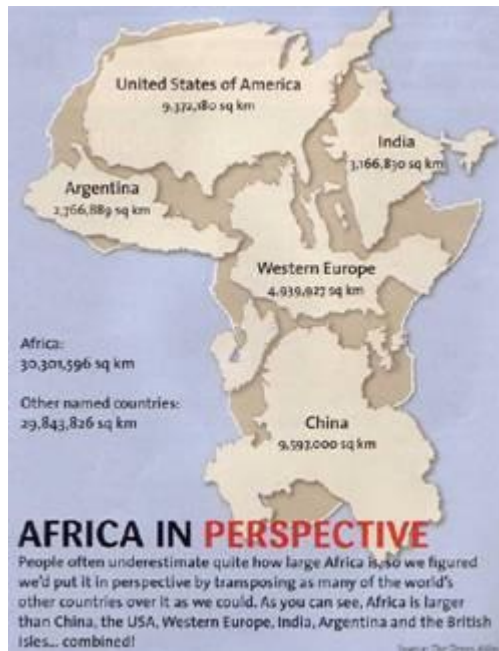 United States of America
9,372,180 sq km
India
3,166,830 sq km
Argentina
2,766,889 sq km
Western Europe
4,939,927 sq km
Africa:
30,301,596 sq km
Other named countries:
29,843,826 sq km
China
9,597,000 sq km
AFRICA IN PERSPECTIVE
People often underestimate quite how large Africa is, so we figured
we'd put it in perspective by transposing as many of the world's
other countries over it as we could. As you can see, Africa is larger
than China, the USA, Western Europe, India, Argentina and the British
Isles... combined!